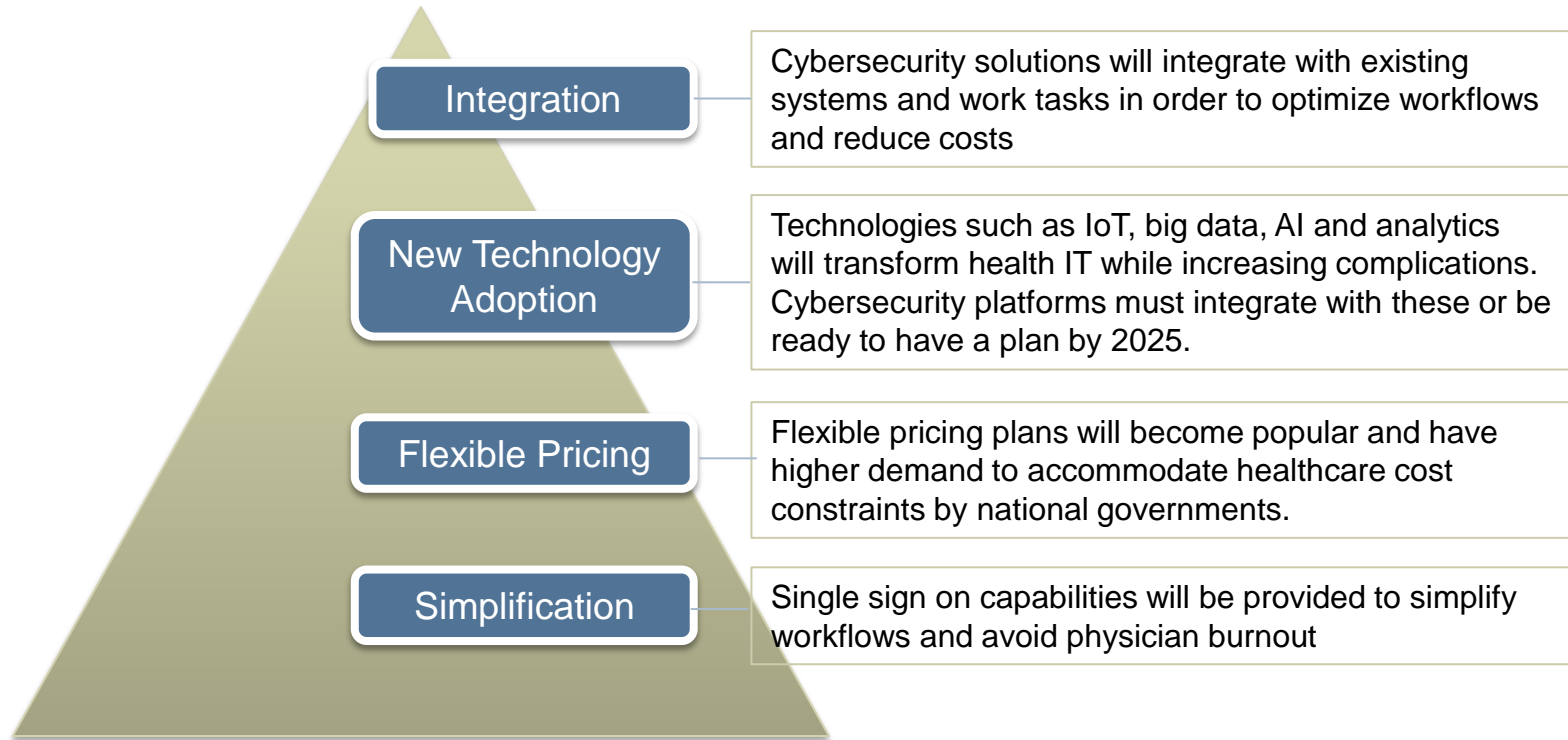 Integration
Cybersecurity solutions will integrate with existing
systems and work tasks in order to optimize workflows
and reduce costs
New Technology
Adoption
Technologies such as IoT, big data, AI and analytics
will transform health IT while increasing complications.
Cybersecurity platforms must integrate with these or be
ready to have a plan by 2025.
Flexible Pricing
Flexible pricing plans will become popular and have
higher demand to accommodate healthcare cost
constraints by national governments.
Simplification
Single sign on capabilities will be provided to simplify
workflows and avoid physician burnout